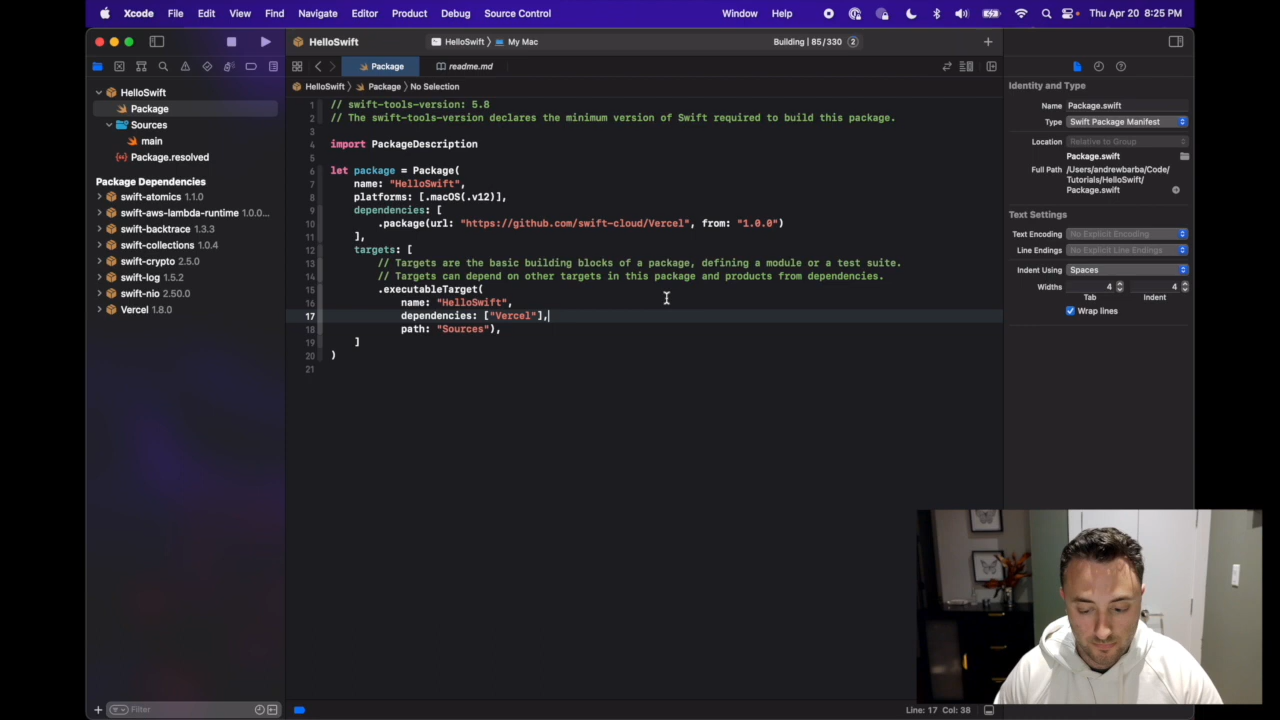 Xcode File Edit View Find Navigate Editor Product Debug Source Control Window Help Thu Apr 20 8:25 PM
HelloSwift
HelloSwift 〉 My Mac
Building | 85/330 2
Package
readme.md
HelloSwift 〉 Package 〉 No Selection
HelloSwift
Package
Sources
main
Package.resolved
Package Dependencies
swift-atomics 1.1.0
swift-aws-lambda-runtime 1.0.0...
swift-backtrace 1.3.3
swift-collections 1.0.4
swift-crypto 2.5.0
swift-log 1.5.2
swift-nio 2.50.0
Vercel 1.8.0
Filter
1 // swift-tools-version: 5.8
2 // The swift-tools-version declares the minimum version of Swift required to build this package.
3
4 import PackageDescription
5
6 let package = Package(
7 name: "HelloSwift",
8 platforms: [.macOS(.v12)],
9 dependencies: [
10 .package(url: "https://github.com/swift-cloud/Vercel", from: "1.0.0")
11 ],
12 targets: [
13 // Targets are the basic building blocks of a package, defining a module or a test suite.
14 // Targets can depend on other targets in this package and products from dependencies.
15 .executableTarget(
16 name: "HelloSwift",
17 dependencies: ["Vercel"],
18 path: "Sources"),
19 ]
20 )
21
Line: 17 Col: 38
Identity and Type
Name Package.swift
Type Swift Package Manifest
Location Relative to Group
Package.swift
Full Path /Users/andrewbarba/Code/
Tutorials/HelloSwift/
Package.swift
Text Settings
Text Encoding No Explicit Encoding
Line Endings No Explicit Line Endings
Indent Using Spaces
Widths 4 4
Tab Indent
Wrap lines